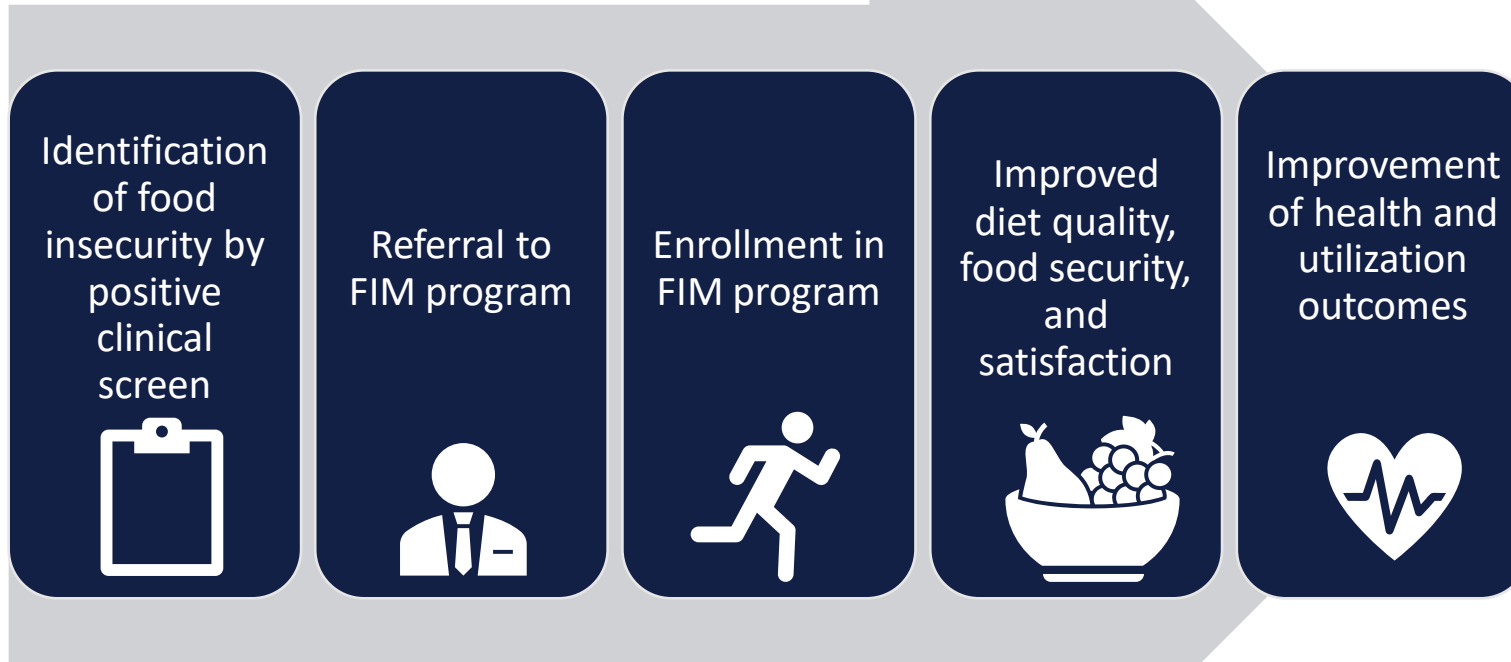 Identification
of food
insecurity by
positive
clinical
screen
Referral to
FIM program
Enrollment in
FIM program
Improved
diet quality,
food security,
and
satisfaction
Improvement
of health and
utilization
outcomes